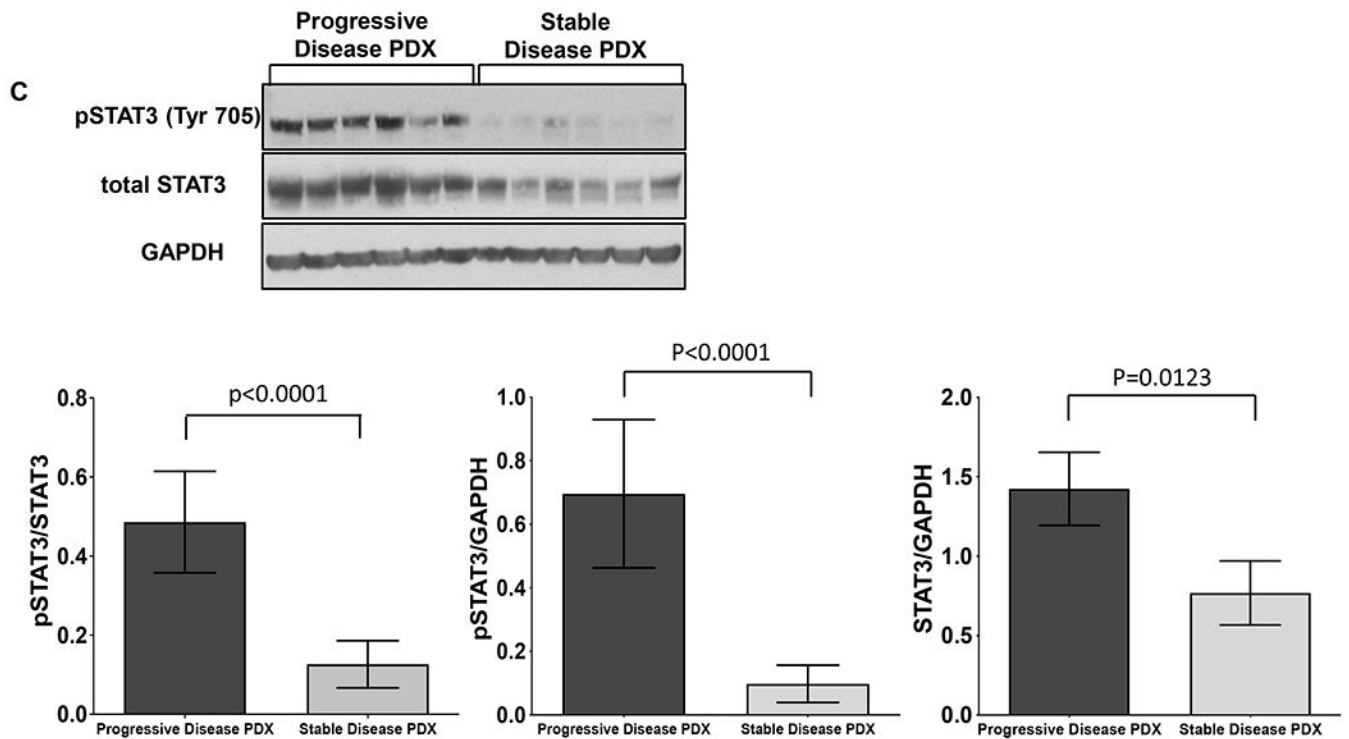 Progressive
Disease PDX
Stable
Disease PDX
C
pSTAT3 (Tyr 705)
total STAT3
GAPDH
p<0.0001
pSTAT3/STAT3
0.8
0.6
0.4
0.2
0.0
Progressive Disease PDX
Stable Disease PDX
P<0.0001
pSTAT3/GAPDH
1.0
0.8
0.6
0.4
0.2
0.0
Progressive Disease PDX
Stable Disease PDX
P=0.0123
STAT3/GAPDH
2.0
1.5
1.0
0.5
0.0
Progressive Disease PDX
Stable Disease PDX